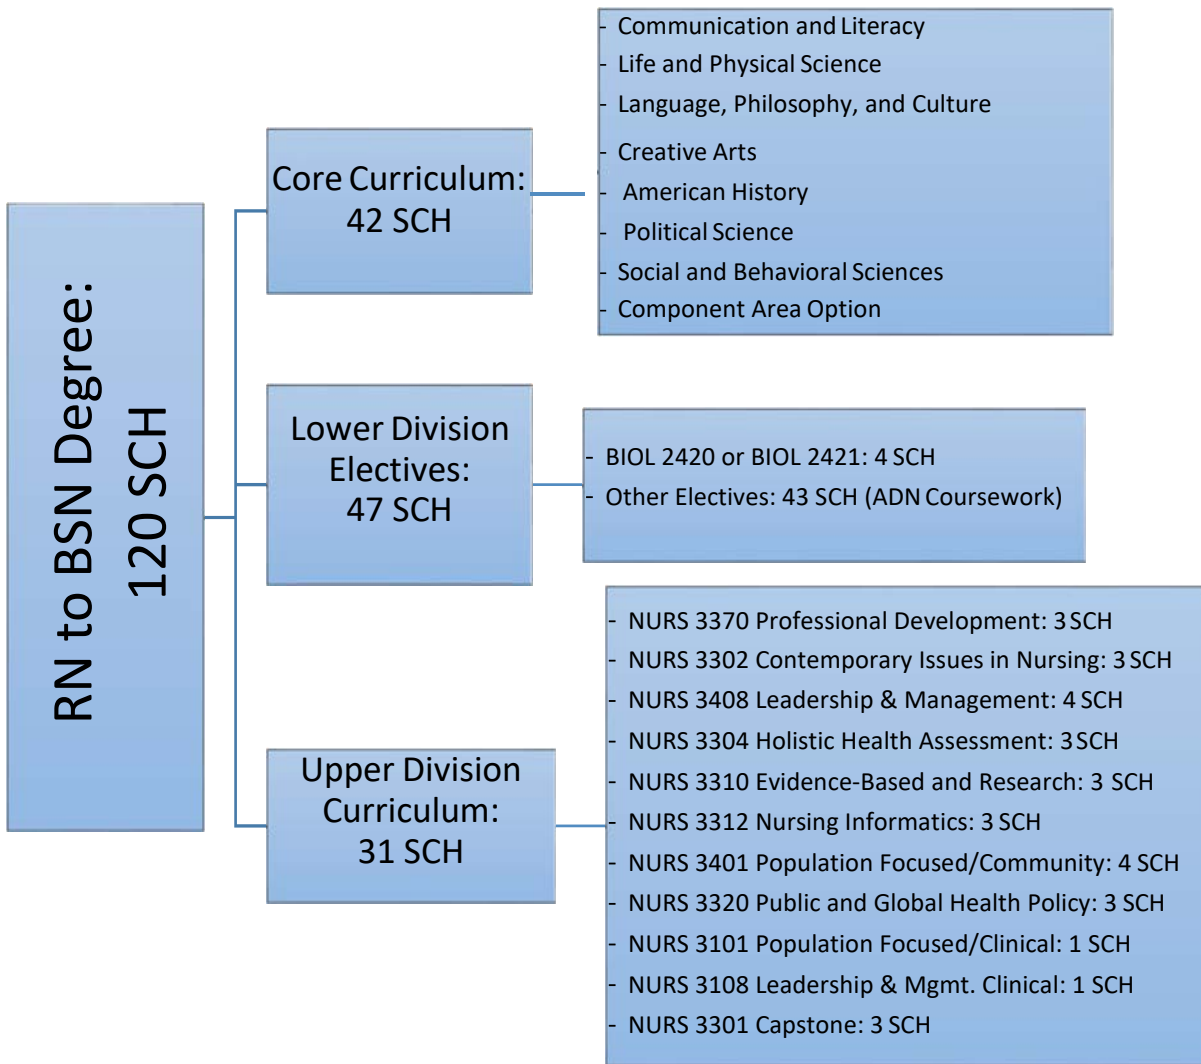 RN to BSN Degree:
120 SCH
Core Curriculum:
42 SCH
- Communication and Literacy
- Life and Physical Science
- Language, Philosophy, and Culture
- Creative Arts
- American History
- Political Science
- Social and Behavioral Sciences
- Component Area Option
Lower Division
Electives:
47 SCH
- BIOL 2420 or BIOL 2421: 4 SCH
- Other Electives: 43 SCH (ADN Coursework)
Upper Division
Curriculum:
31 SCH
- NURS 3370 Professional Development: 3 SCH
- NURS 3302 Contemporary Issues in Nursing: 3 SCH
- NURS 3408 Leadership & Management: 4 SCH
- NURS 3304 Holistic Health Assessment: 3 SCH
- NURS 3310 Evidence-Based and Research: 3 SCH
- NURS 3312 Nursing Informatics: 3 SCH
- NURS 3401 Population Focused/Community: 4 SCH
- NURS 3320 Public and Global Health Policy: 3 SCH
- NURS 3101 Population Focused/Clinical: 1 SCH
- NURS 3108 Leadership & Mgmt. Clinical: 1 SCH
- NURS 3301 Capstone: 3 SCH